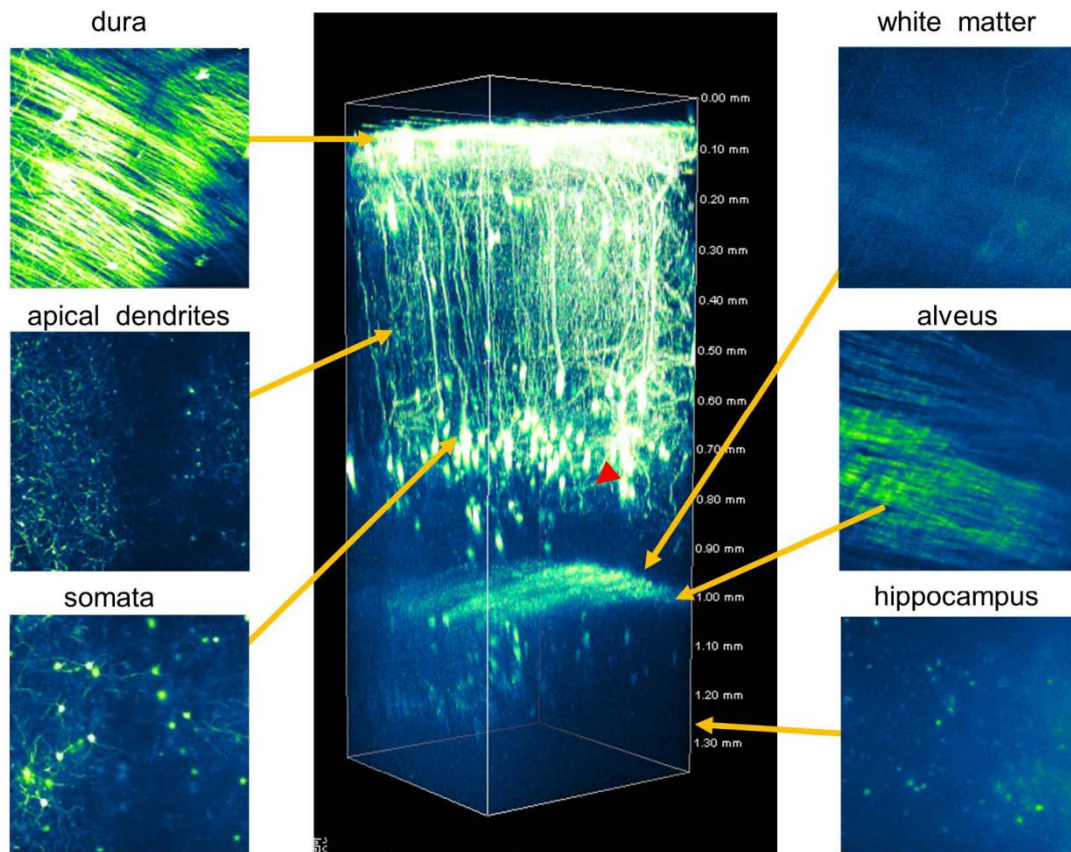 dura
white matter
0.00 mm
0.10 mm
0.20 mm
0.30 mm
apical dendrites
alveus
0.40 mm
0.50 mm
0.60 mm
0.70 mm
0.80 mm
0.90 mm
somata
1.00 mm
hippocampus
1.10 mm
1.20 mm
1.30 mm